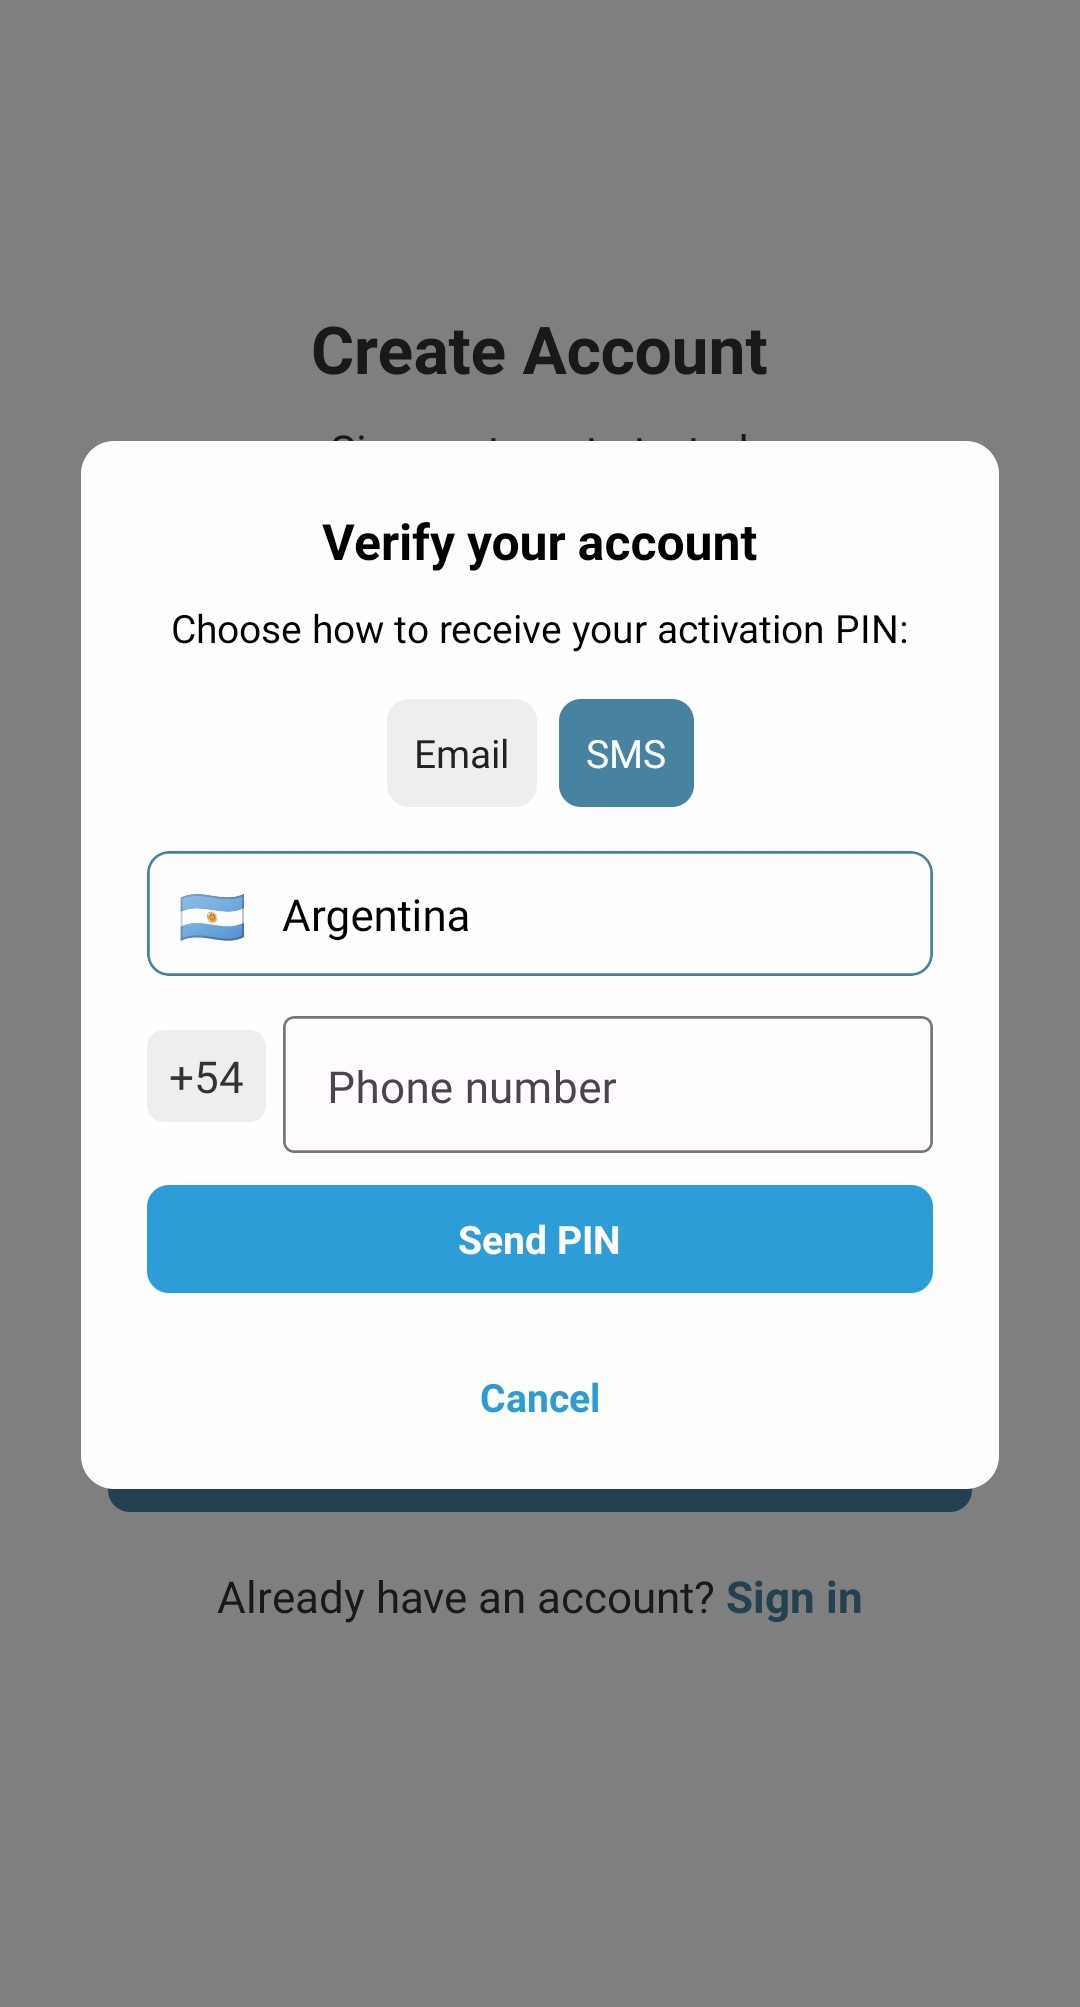 Create Account
Verify your account
Choose how to receive your activation PIN:
Email SMS
Argentina
+54 Phone number
Send PIN
Cancel
Already have an account? Sign in